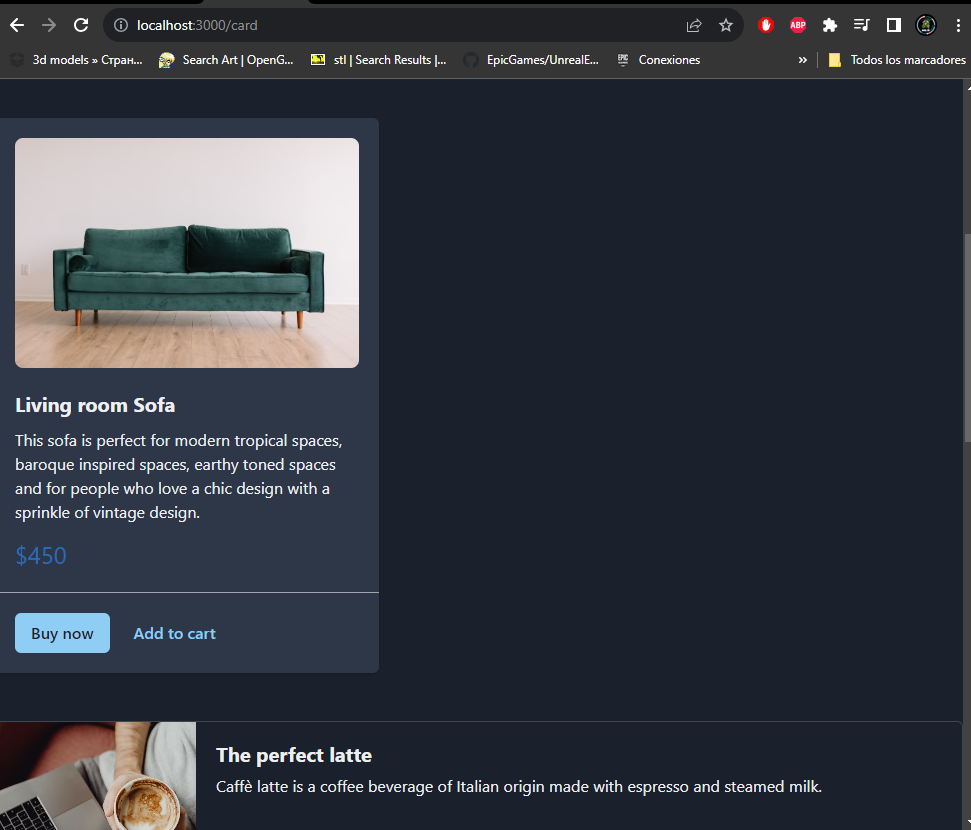 localhost:3000/card
ABP
3d models » Стран... Search Art | OpenG... stl | Search Results |... EpicGames/UnrealE... EPIC Conexiones » Todos los marcadores
Living room Sofa
This sofa is perfect for modern tropical spaces,
baroque inspired spaces, earthy toned spaces
and for people who love a chic design with a
sprinkle of vintage design.
$450
Buy now Add to cart
The perfect latte
Caffè latte is a coffee beverage of Italian origin made with espresso and steamed milk.